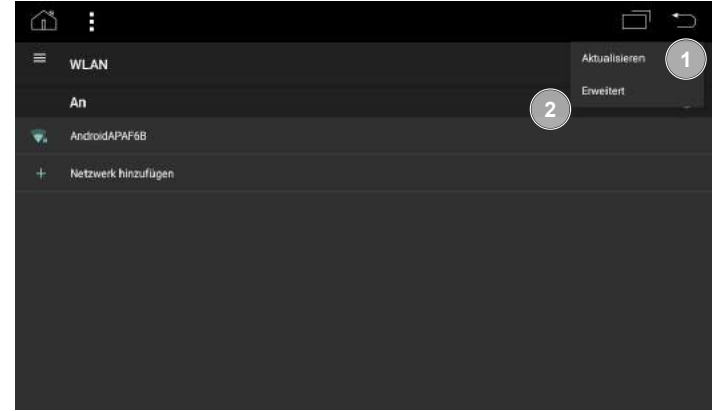 WLAN
Aktualisieren
1
Erweitert
2
An
AndroidAPAF6B
Netzwerk hinzufügen